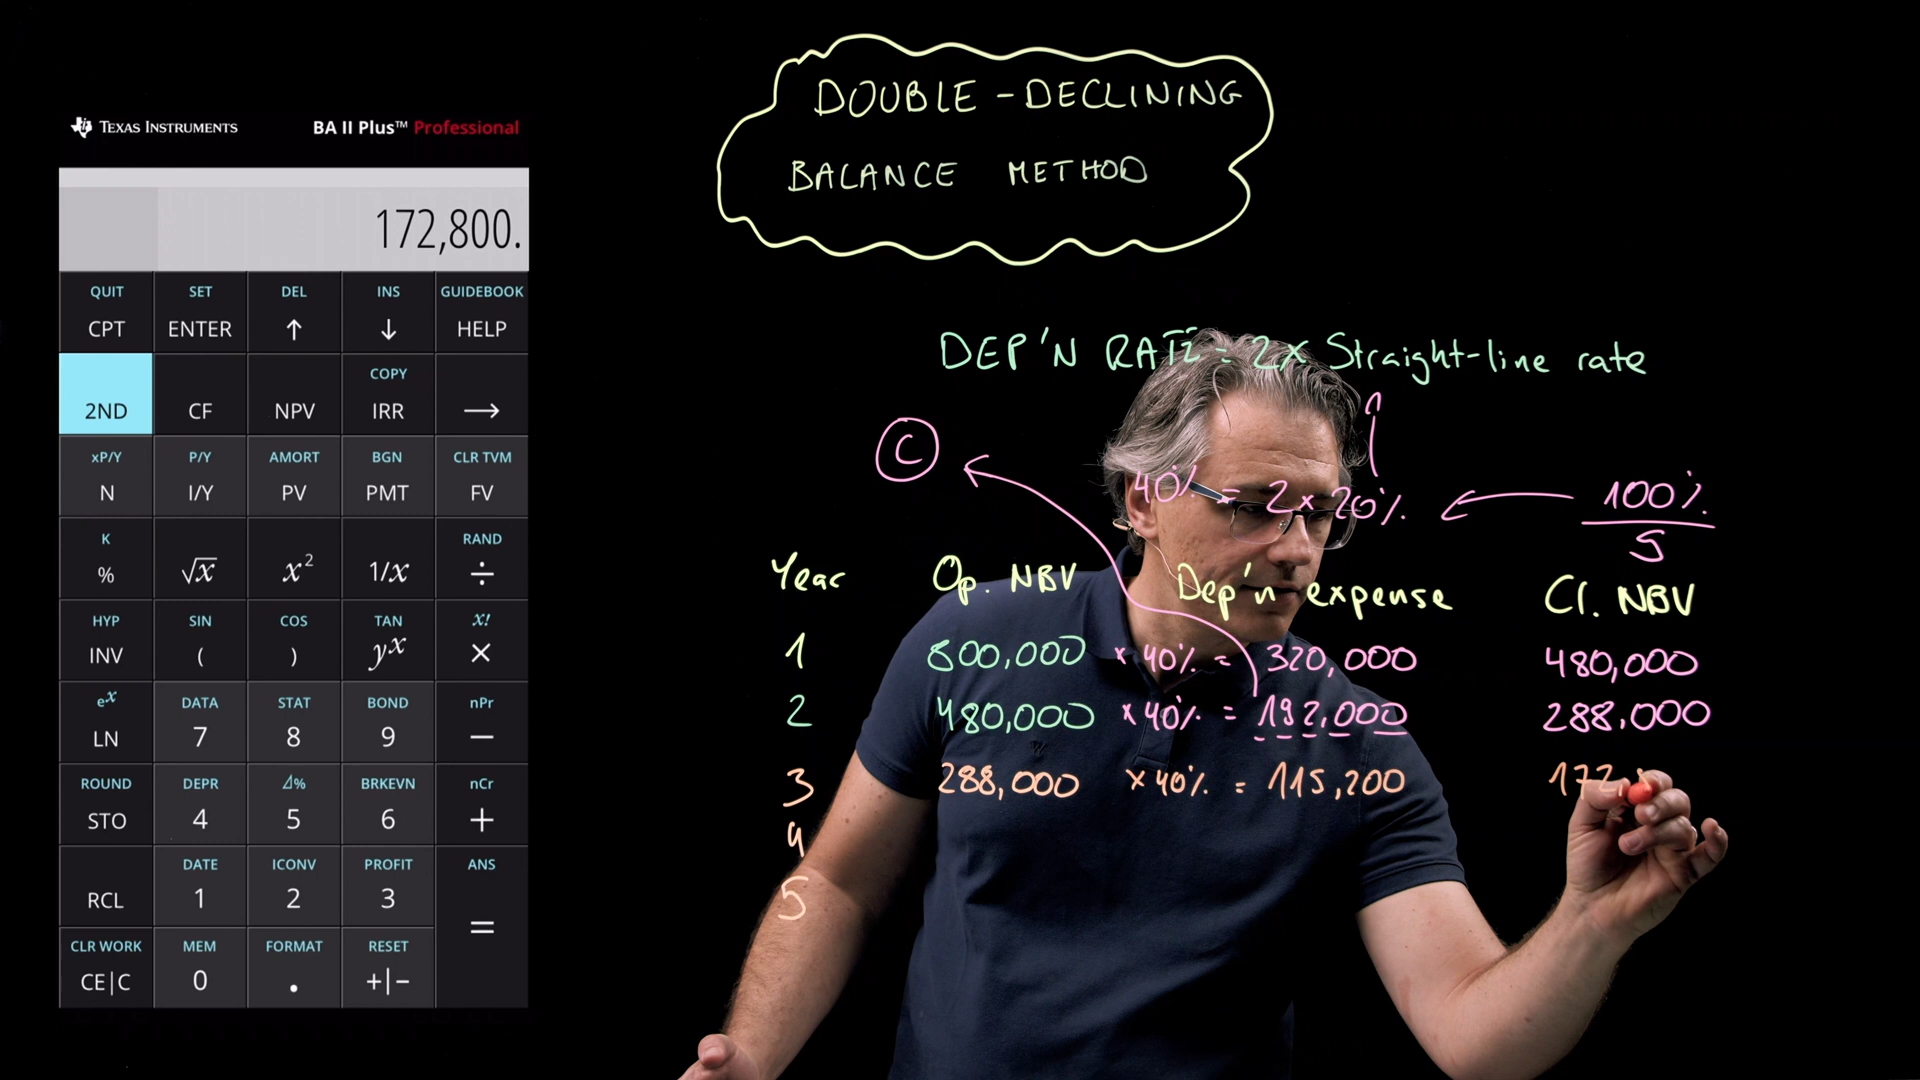 TEXAS INSTRUMENTS BA II Plus™ Professional
172,800.
QUIT SET DEL INS GUIDEBOOK
CPT ENTER ↑ ↓ HELP
COPY
2ND CF NPV IRR →
xP/Y P/Y AMORT BGN CLR TVM
N I/Y PV PMT FV
K RAND
% √x x² 1/x ÷
HYP SIN COS TAN x!
INV ( ) yˣ ×
eˣ DATA STAT BOND nPr
LN 7 8 9 −
ROUND DEPR Δ% BRKEVN nCr
STO 4 5 6 +
DATE ICONV PROFIT ANS
RCL 1 2 3 =
CLR WORK MEM FORMAT RESET
CE|C 0 . +|−
DOUBLE-DECLINING
BALANCE METHOD
DEP'N RATE = 2x Straight-line rate
C
40% = 2 × 20% ← 100%
5
Year Op. NBV Dep'n expense Cl. NBV
1 800,000 × 40% = 320,000 480,000
2 480,000 × 40% = 192,000 288,000
3 288,000 × 40% = 115,200 172,
4
5